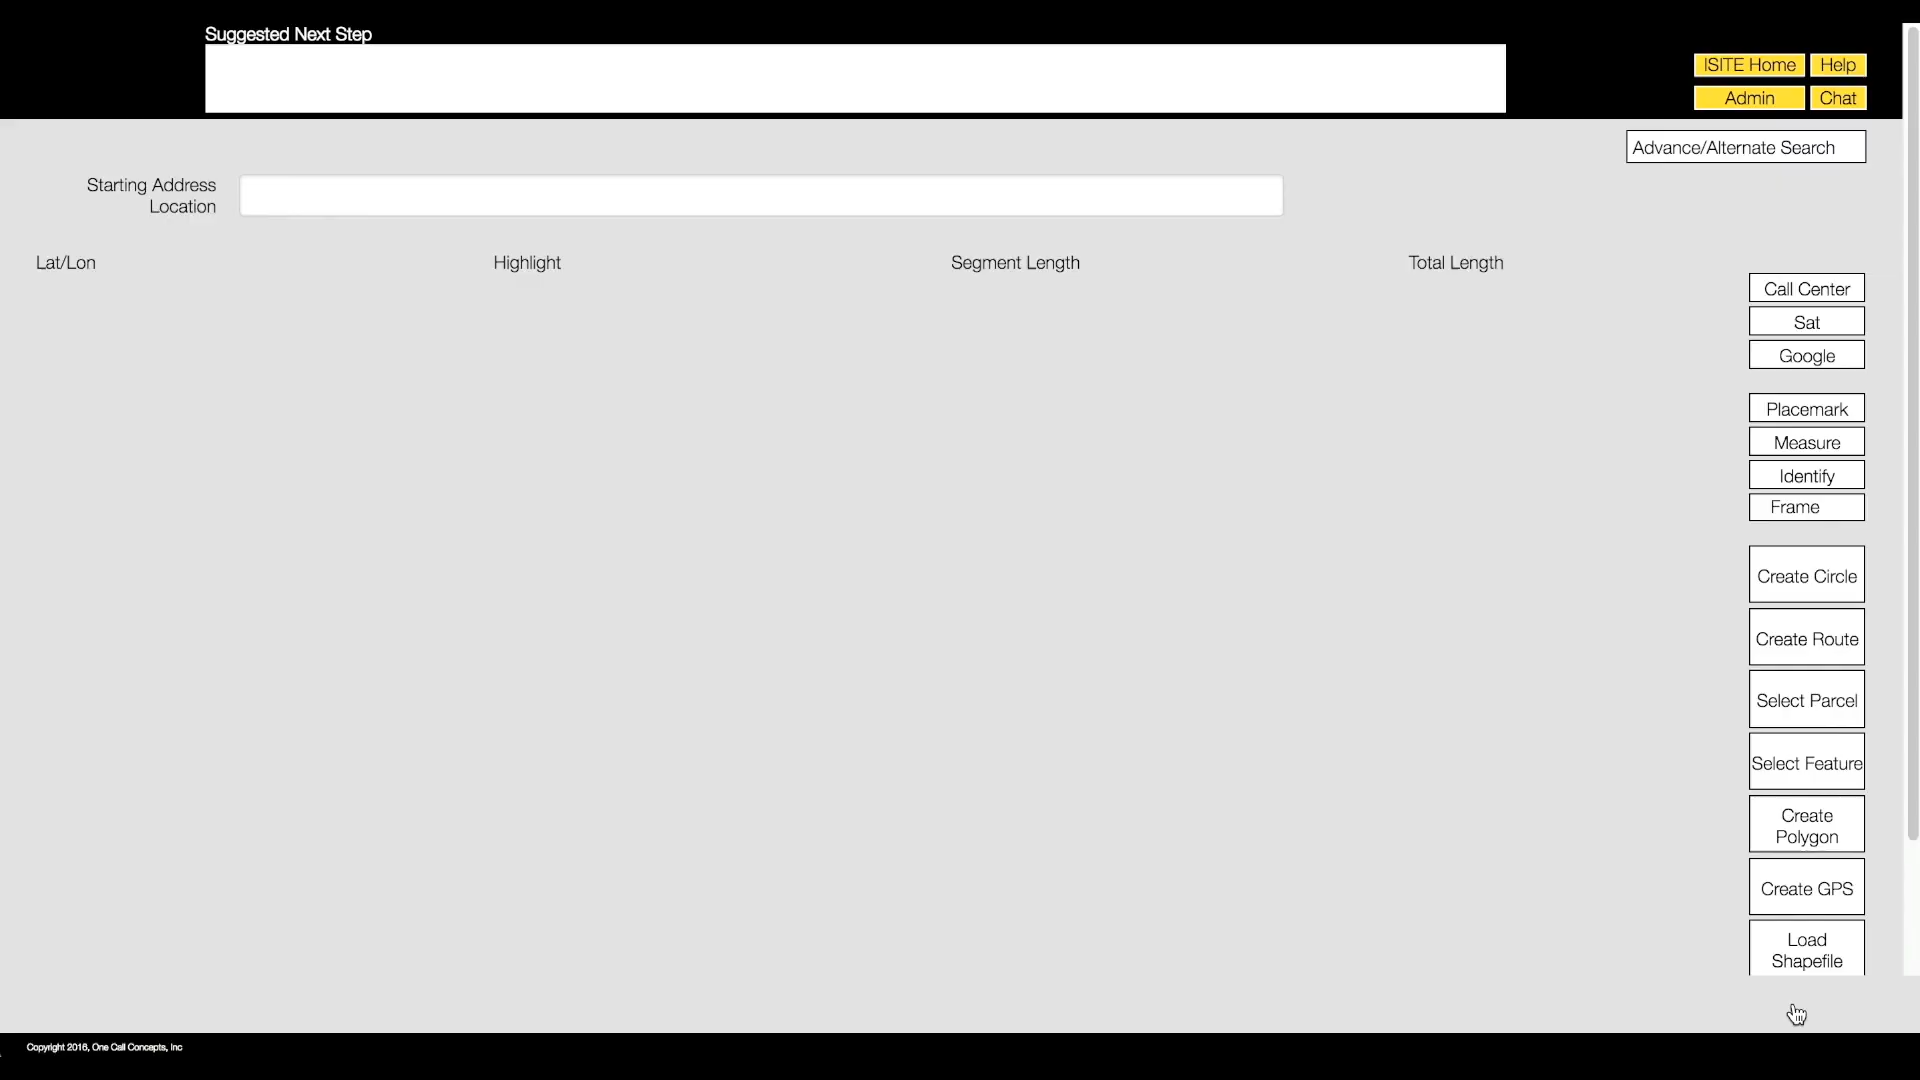 Suggested Next Step
ISITE Home
Help
Admin
Chat
Advance/Alternate Search
Starting Address
Location
Lat/Lon
Highlight
Segment Length
Total Length
Call Center
Sat
Google
Placemark
Measure
Identify
Frame
Create Circle
Create Route
Select Parcel
Select Feature
Create
Polygon
Create GPS
Load
Shapefile
Copyright 2016, One Call Concepts, Inc